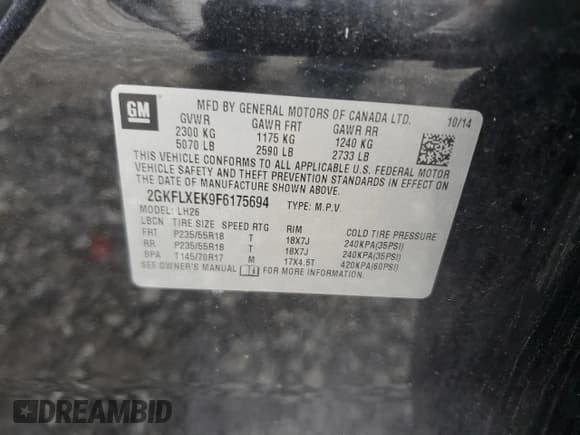 GM
MFD BY GENERAL MOTORS OF CANADA LTD. 10/14
GVWR GAWR FRT GAWR RR
2300 KG 1175 KG 1240 KG
5070 LB 2590 LB 2733 LB
THIS VEHICLE CONFORMS TO ALL APPLICABLE U.S. FEDERAL MOTOR
VEHICLE SAFETY AND THEFT PREVENTION STANDARDS IN EFFECT ON
THE DATE OF MANUFACTURE SHOWN ABOVE.
2GKFLXEK9F6175694 TYPE: M.P.V.
MODEL: LH26
LBCN TIRE SIZE SPEED RTG RIM COLD TIRE PRESSURE
FRT P235/55R18 T 18X7J 240KPA(35PSI)
RR P235/55R18 T 18X7J 240KPA(35PSI)
SPA T145/70R17 M 17X4.5T 420KPA(60PSI)
SEE OWNER'S MANUAL FOR MORE INFORMATION.
DREAMBID